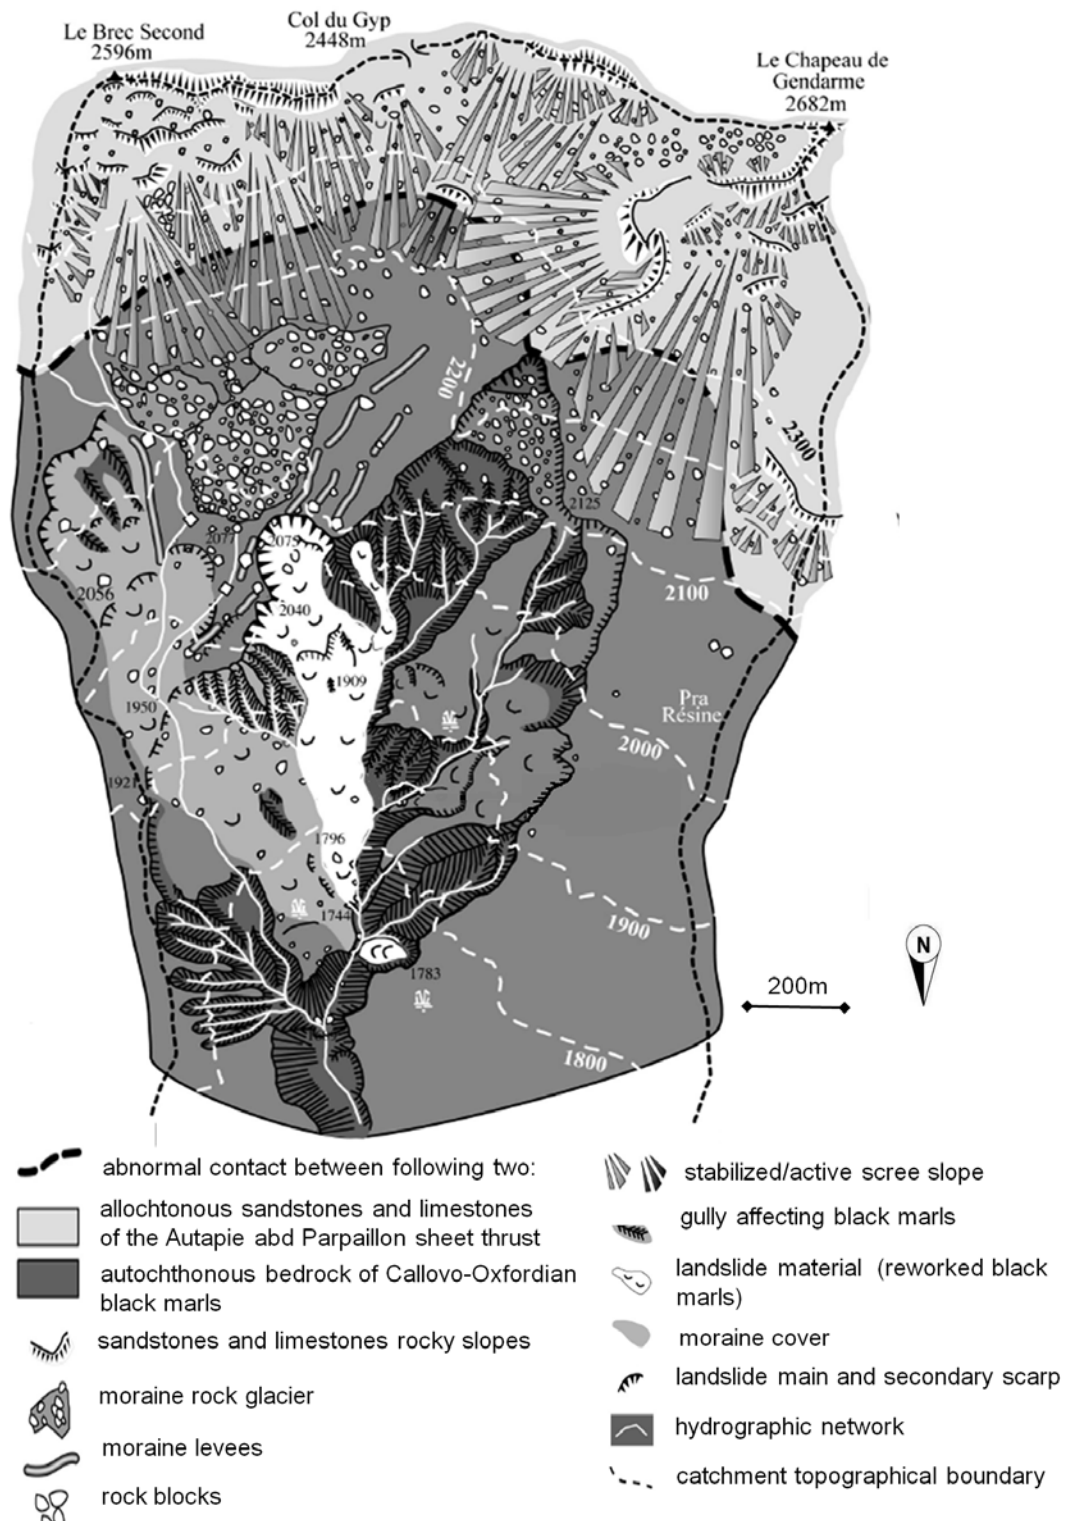 Le Brec Second
2596m
Col du Gyp
2448m
Le Chapeau de
Gendarme
2682m
2200
2300
2125
2077
2075
2100
2056
2040
1909
Pra
Résine
1950
2000
1921
1796
1744
1900
1783
N
200m
1800
abnormal contact between following two:
allochtonous sandstones and limestones
of the Autapie abd Parpaillon sheet thrust
autochthonous bedrock of Callovo-Oxfordian
black marls
sandstones and limestones rocky slopes
moraine rock glacier
moraine levees
rock blocks
stabilized/active scree slope
gully affecting black marls
landslide material (reworked black
marls)
moraine cover
landslide main and secondary scarp
hydrographic network
catchment topographical boundary